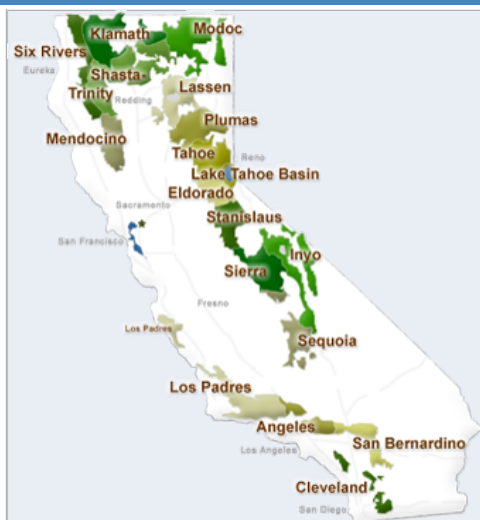 Klamath
Modoc
Six Rivers
Eureka
Shasta-
Trinity
Redding
Lassen
Mendocino
Plumas
Tahoe
Reno
Lake Tahoe Basin
Eldorado
Sacramento
Stanislaus
San Francisco
Inyo
Sierra
Fresno
Los Padres
Sequoia
Los Padres
Angeles
Los Angeles
San Bernardino
Cleveland
San Diego